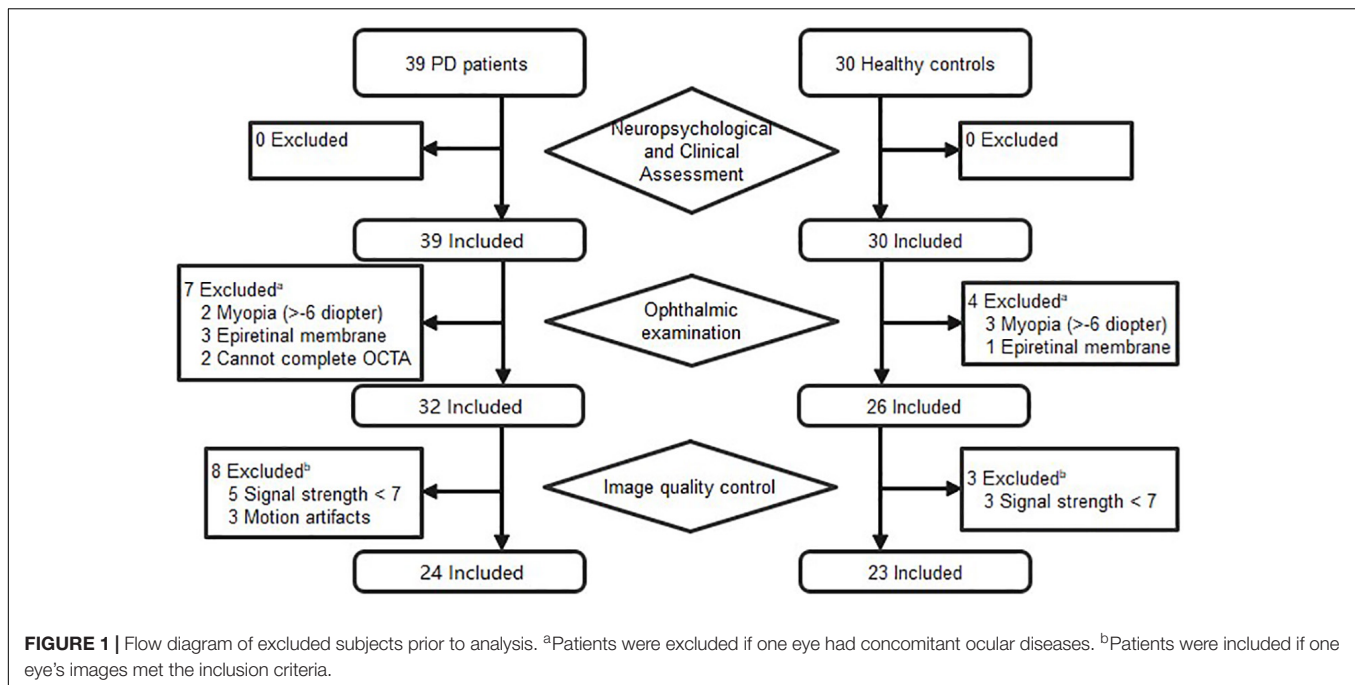 39 PD patients
30 Healthy controls
0 Excluded
Neuropsychological
and Clinical
Assessment
0 Excluded
39 Included
30 Included
7 Excludedᵃ
2 Myopia (>-6 diopter)
3 Epiretinal membrane
2 Cannot complete OCTA
Ophthalmic
examination
4 Excludedᵃ
3 Myopia (>-6 diopter)
1 Epiretinal membrane
32 Included
26 Included
8 Excludedᵇ
5 Signal strength < 7
3 Motion artifacts
Image quality control
3 Excludedᵇ
3 Signal strength < 7
24 Included
23 Included
FIGURE 1 | Flow diagram of excluded subjects prior to analysis. ᵃPatients were excluded if one eye had concomitant ocular diseases. ᵇPatients were included if one
eye's images met the inclusion criteria.